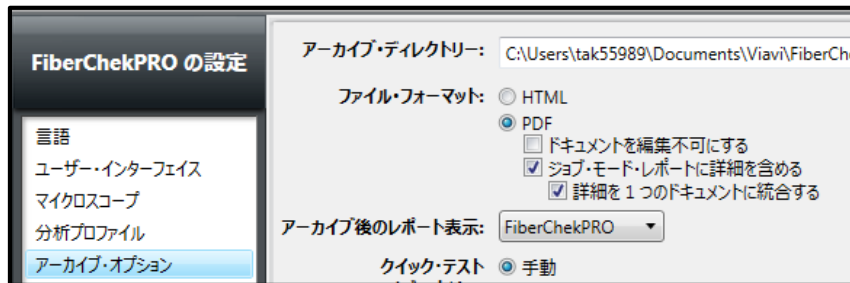 FiberChekPRO の設定
言語
ユーザー・インターフェイス
マイクロスコープ
分析プロファイル
アーカイブ・オプション
アーカイブ・ディレクトリー: C:\Users\tak55989\Documents\Viavi\FiberChe
ファイル・フォーマット: HTML
PDF
ドキュメントを編集不可にする
ジョブ・モード・レポートに詳細を含める
詳細を 1 つのドキュメントに統合する
アーカイブ後のレポート表示: FiberChekPRO
クイック・テスト 手動